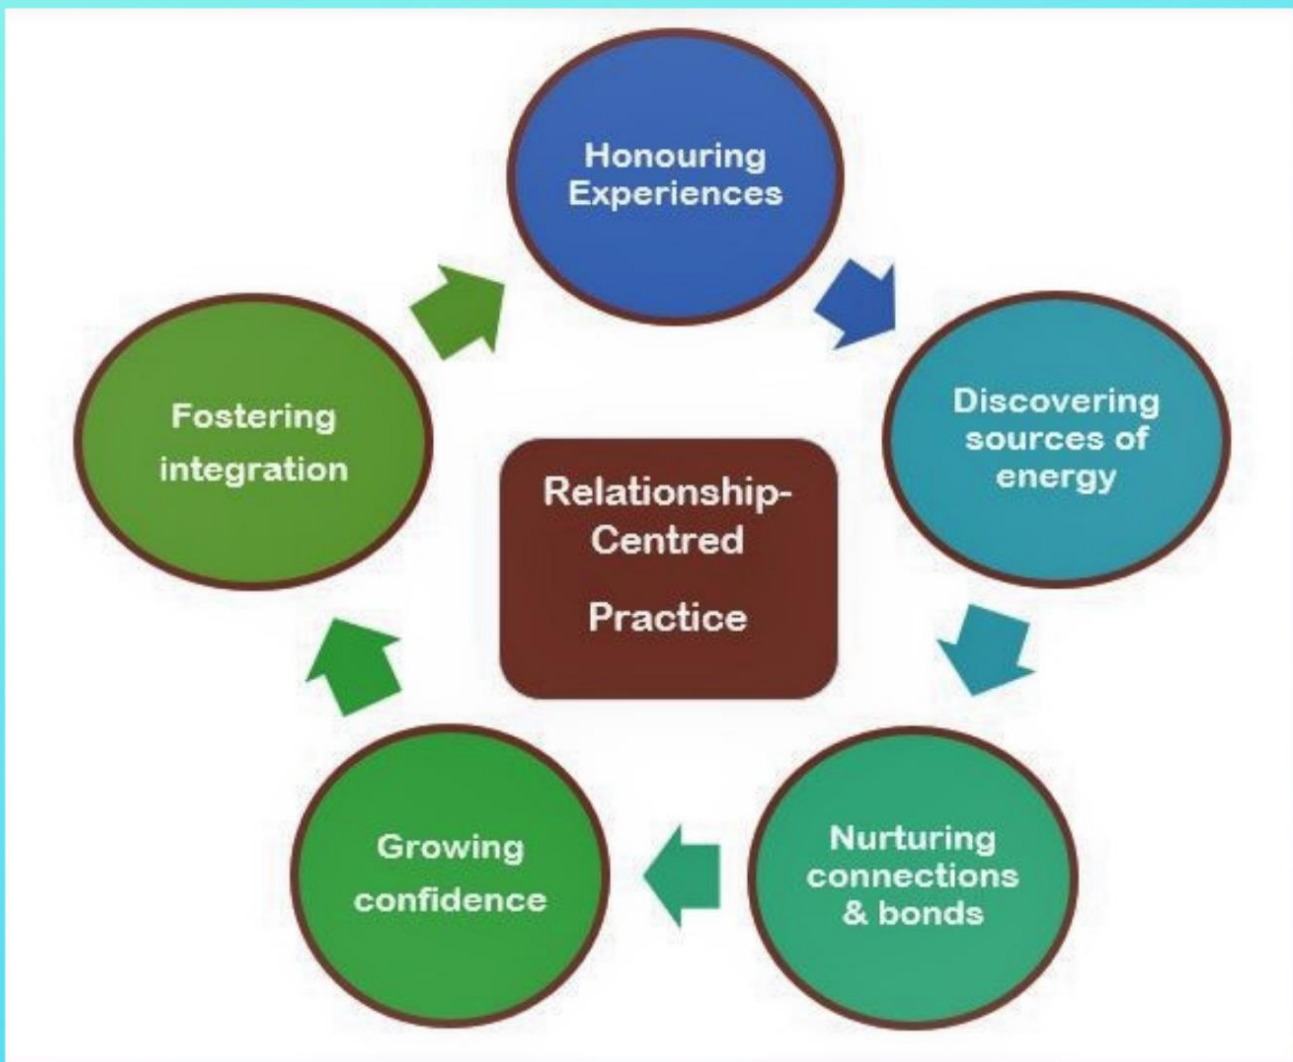 Honouring
Experiences
Discovering
sources of
energy
Nurturing
connections
& bonds
Growing
confidence
Fostering
integration
Relationship-
Centred
Practice